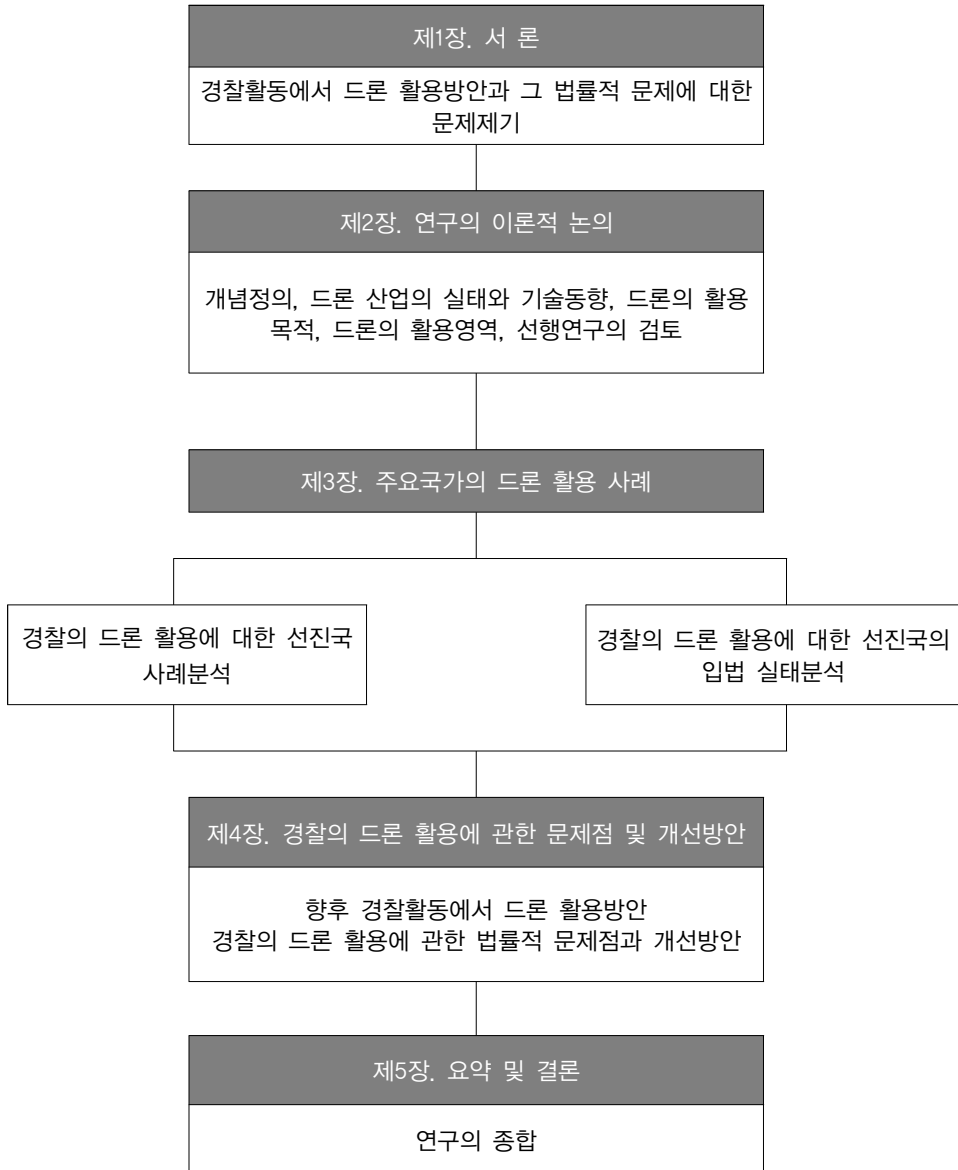 제1장. 서 론
경찰활동에서 드론 활용방안과 그 법률적 문제에 대한
문제제기
제2장. 연구의 이론적 논의
개념정의, 드론 산업의 실태와 기술동향, 드론의 활용
목적, 드론의 활용영역, 선행연구의 검토
제3장. 주요국가의 드론 활용 사례
경찰의 드론 활용에 대한 선진국
사례분석
경찰의 드론 활용에 대한 선진국의
입법 실태분석
제4장. 경찰의 드론 활용에 관한 문제점 및 개선방안
향후 경찰활동에서 드론 활용방안
경찰의 드론 활용에 관한 법률적 문제점과 개선방안
제5장. 요약 및 결론
연구의 종합